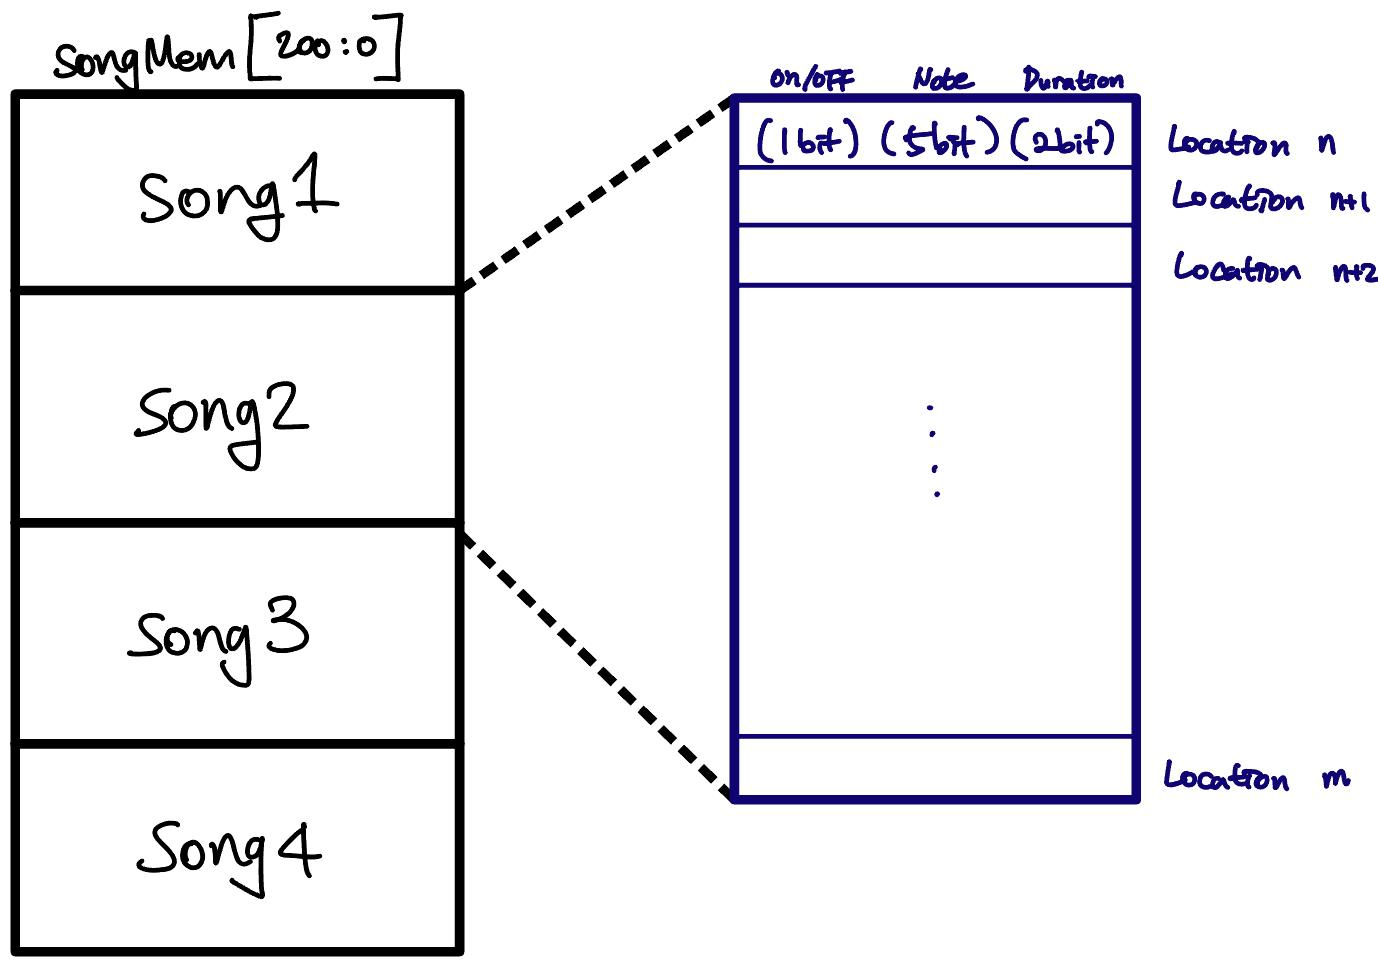 SongMem [200:0]
Song1
Song2
Song3
Song4
on/off Note Duration
(1bit) (5bit) (2bit) Location n
Location n+1
Location n+2
Location m